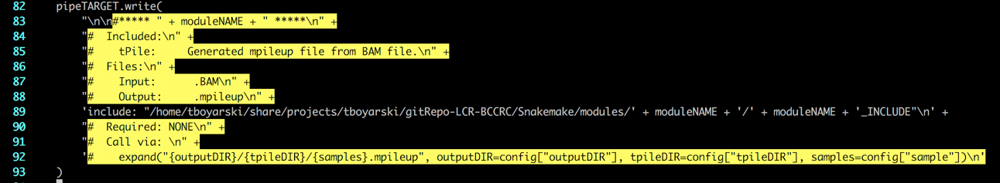 82 pipeTARGET.write(
83 "\n\n#***** " + moduleNAME + " *****\n" +
84 "#  Included:\n" +
85 "#    tPile:     Generated mpileup file from BAM file.\n" +
86 "#  Files:\n" +
87 "#    Input:      .BAM\n" +
88 "#    Output:     .mpileup\n" +
89 'include: "/home/tboyarski/share/projects/tboyarski/gitRepo-LCR-BCCRC/Snakemake/modules/' + moduleNAME + '/' + moduleNAME + '_INCLUDE"\n' +
90 "#  Required: NONE\n" +
91 "#  Call via: \n" +
92 '#    expand("{outputDIR}/{tpileDIR}/{samples}.mpileup", outputDIR=config["outputDIR"], tpileDIR=config["tpileDIR"], samples=config["sample"])\n'
93 )